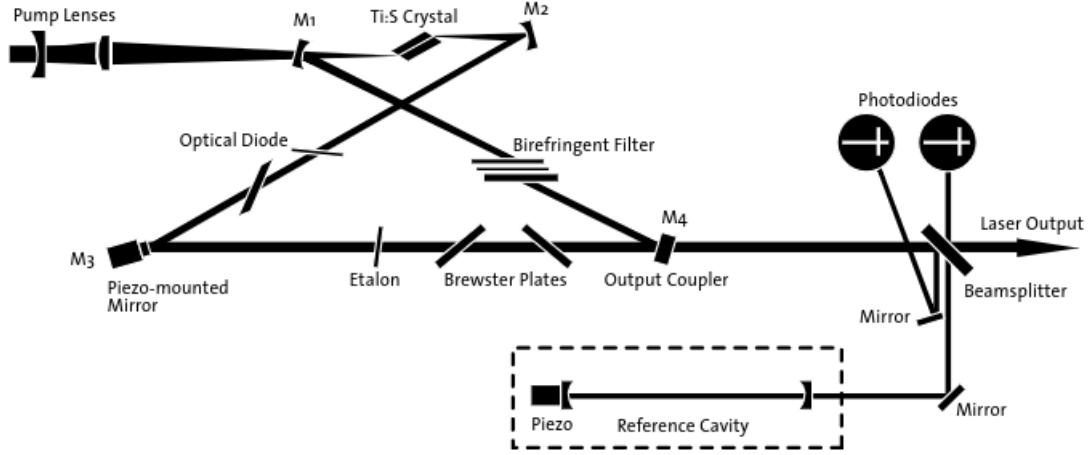 Pump Lenses
M1
Ti:S Crystal
M2
Photodiodes
Optical Diode
Birefringent Filter
M4
Laser Output
M3
Etalon
Brewster Plates
Output Coupler
Piezo-mounted
Mirror
Beamsplitter
Mirror
Mirror
Piezo
Reference Cavity